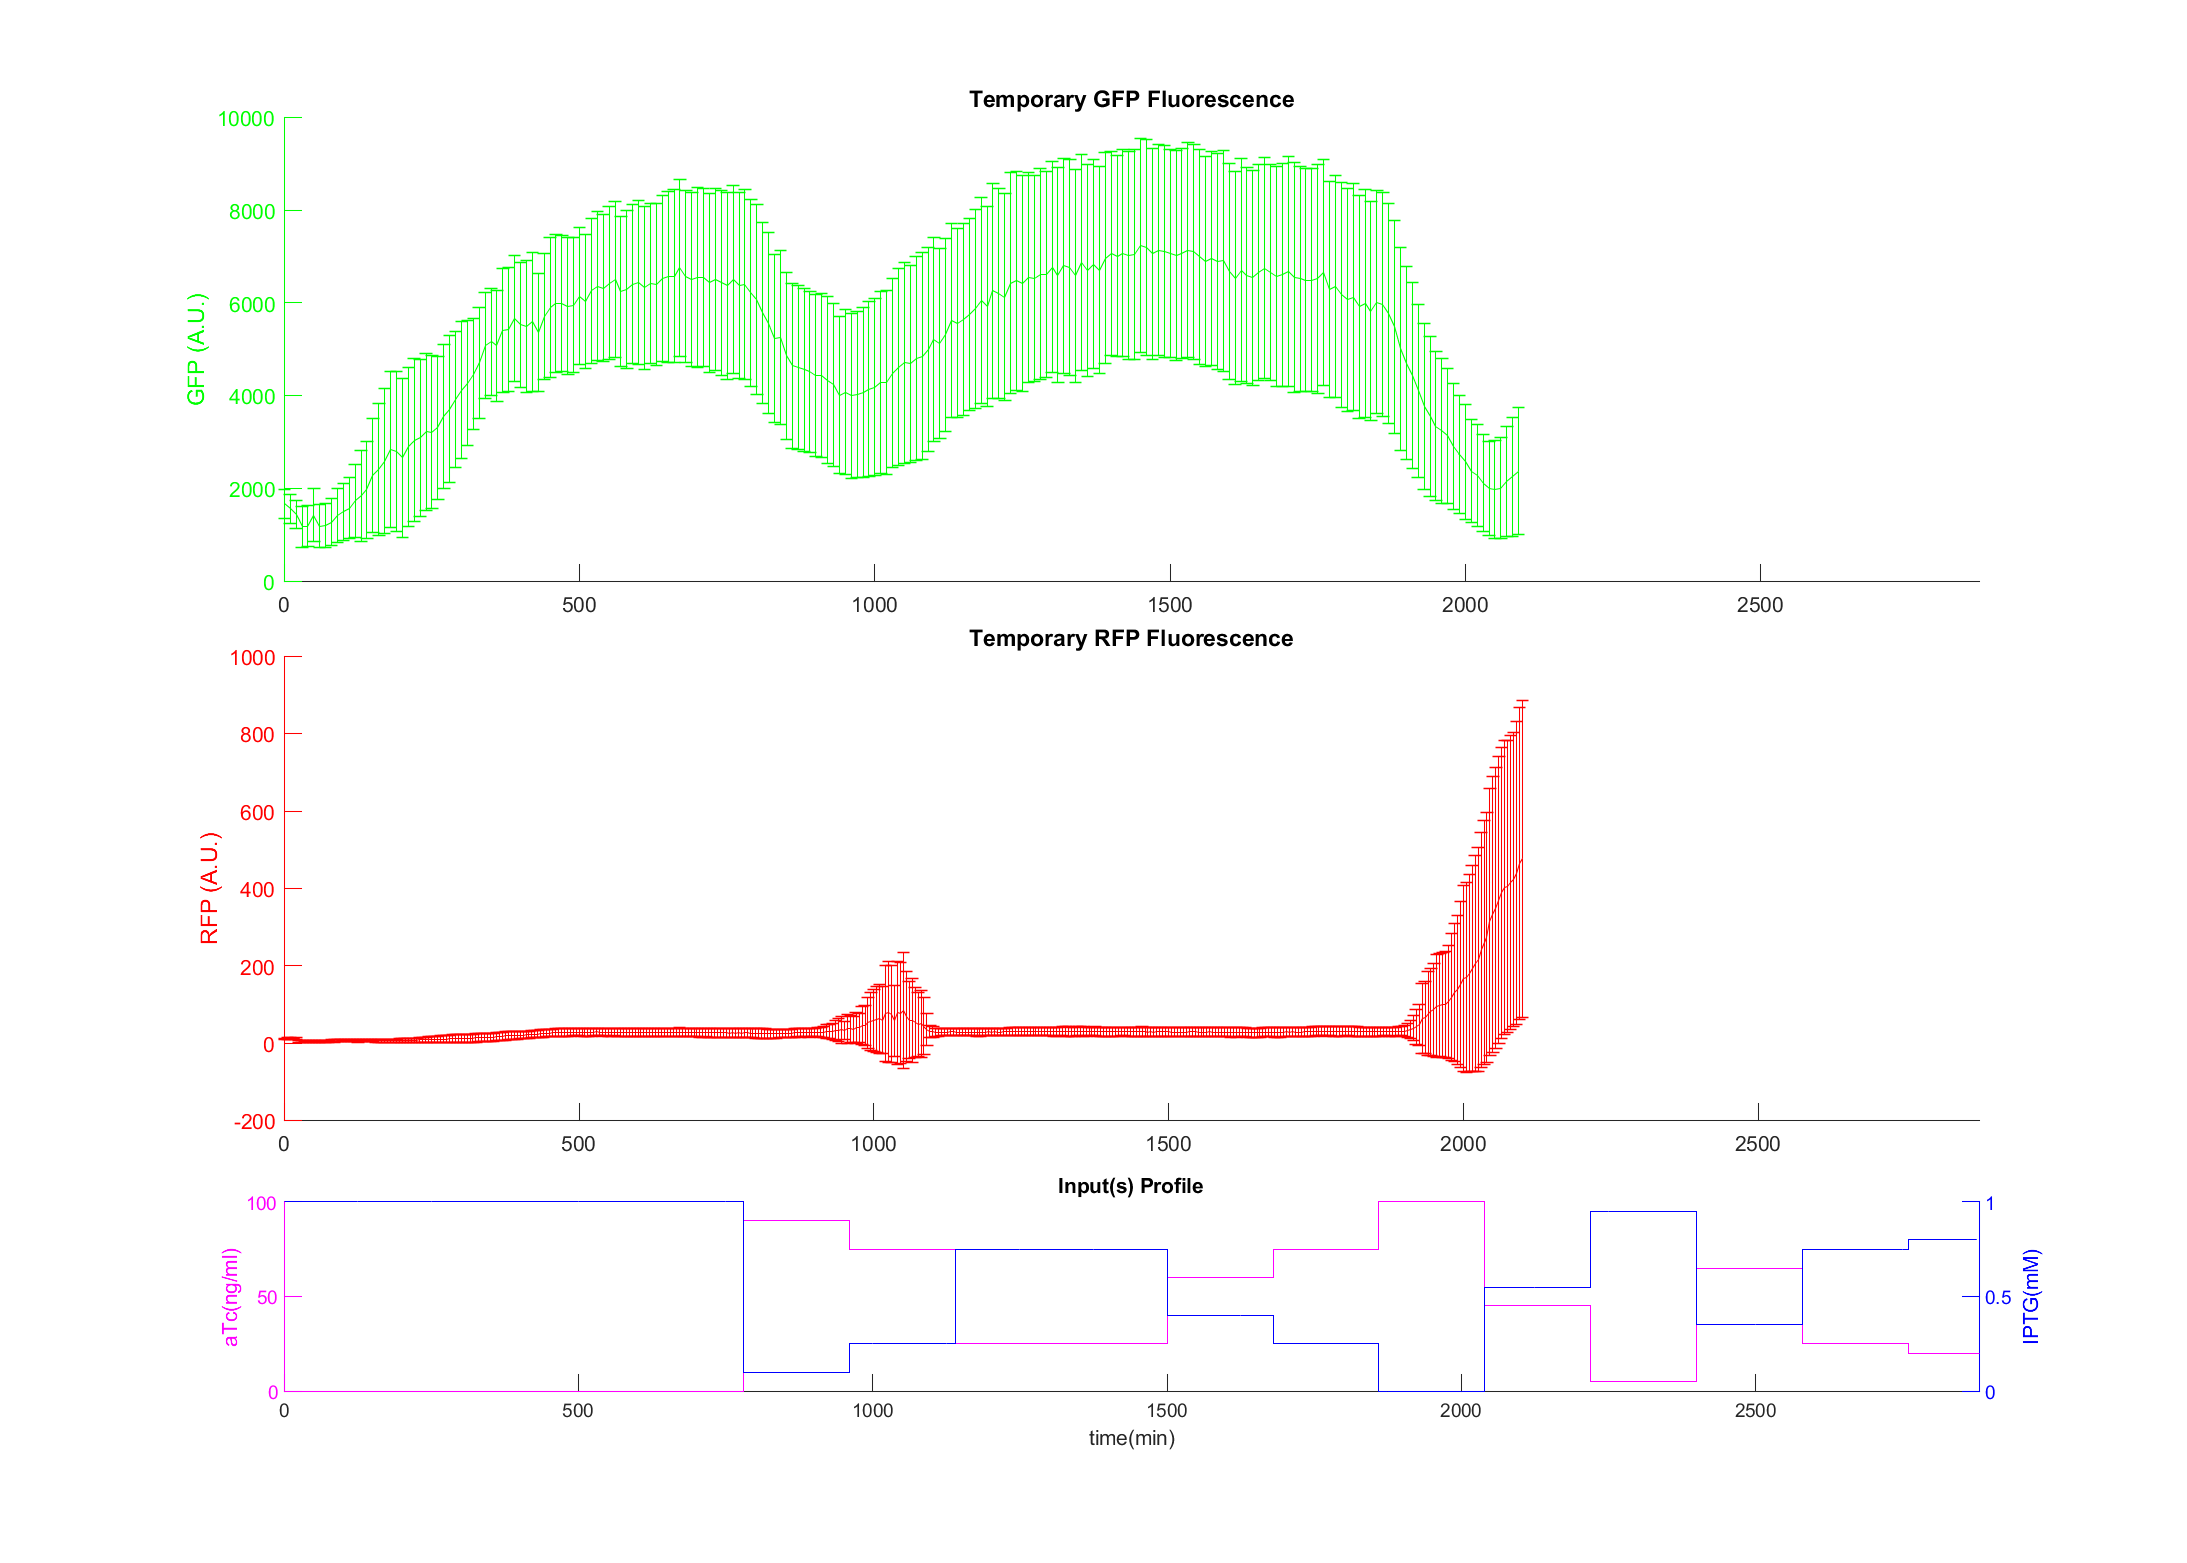 Temporary GFP Fluorescence
10000
8000
6000
4000
2000
0
GFP (A.U.)
0 500 1000 1500 2000 2500
Temporary RFP Fluorescence
1000
800
600
400
200
0
-200
RFP (A.U.)
0 500 1000 1500 2000 2500
Input(s) Profile
100
50
0
aTc(ng/ml)
1
0.5
0
IPTG(mM)
0 500 1000 1500 2000 2500
time(min)